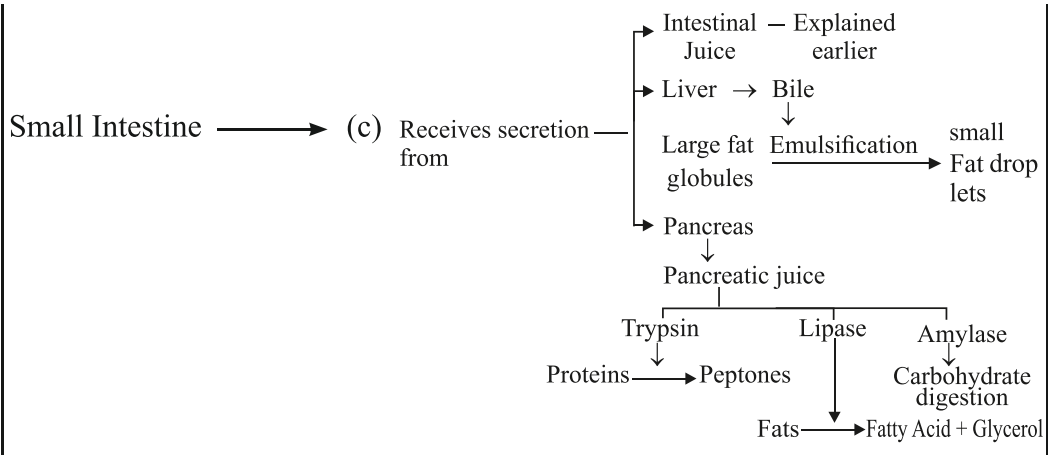 Intestinal – Explained
Juice earlier
Liver → Bile
Small Intestine (c) Receives secretion
from
Large fat Emulsification small
globules Fat drop
lets
Pancreas
Pancreatic juice
Trypsin Lipase Amylase
Proteins Peptones Carbohydrate
digestion
Fats Fatty Acid + Glycerol